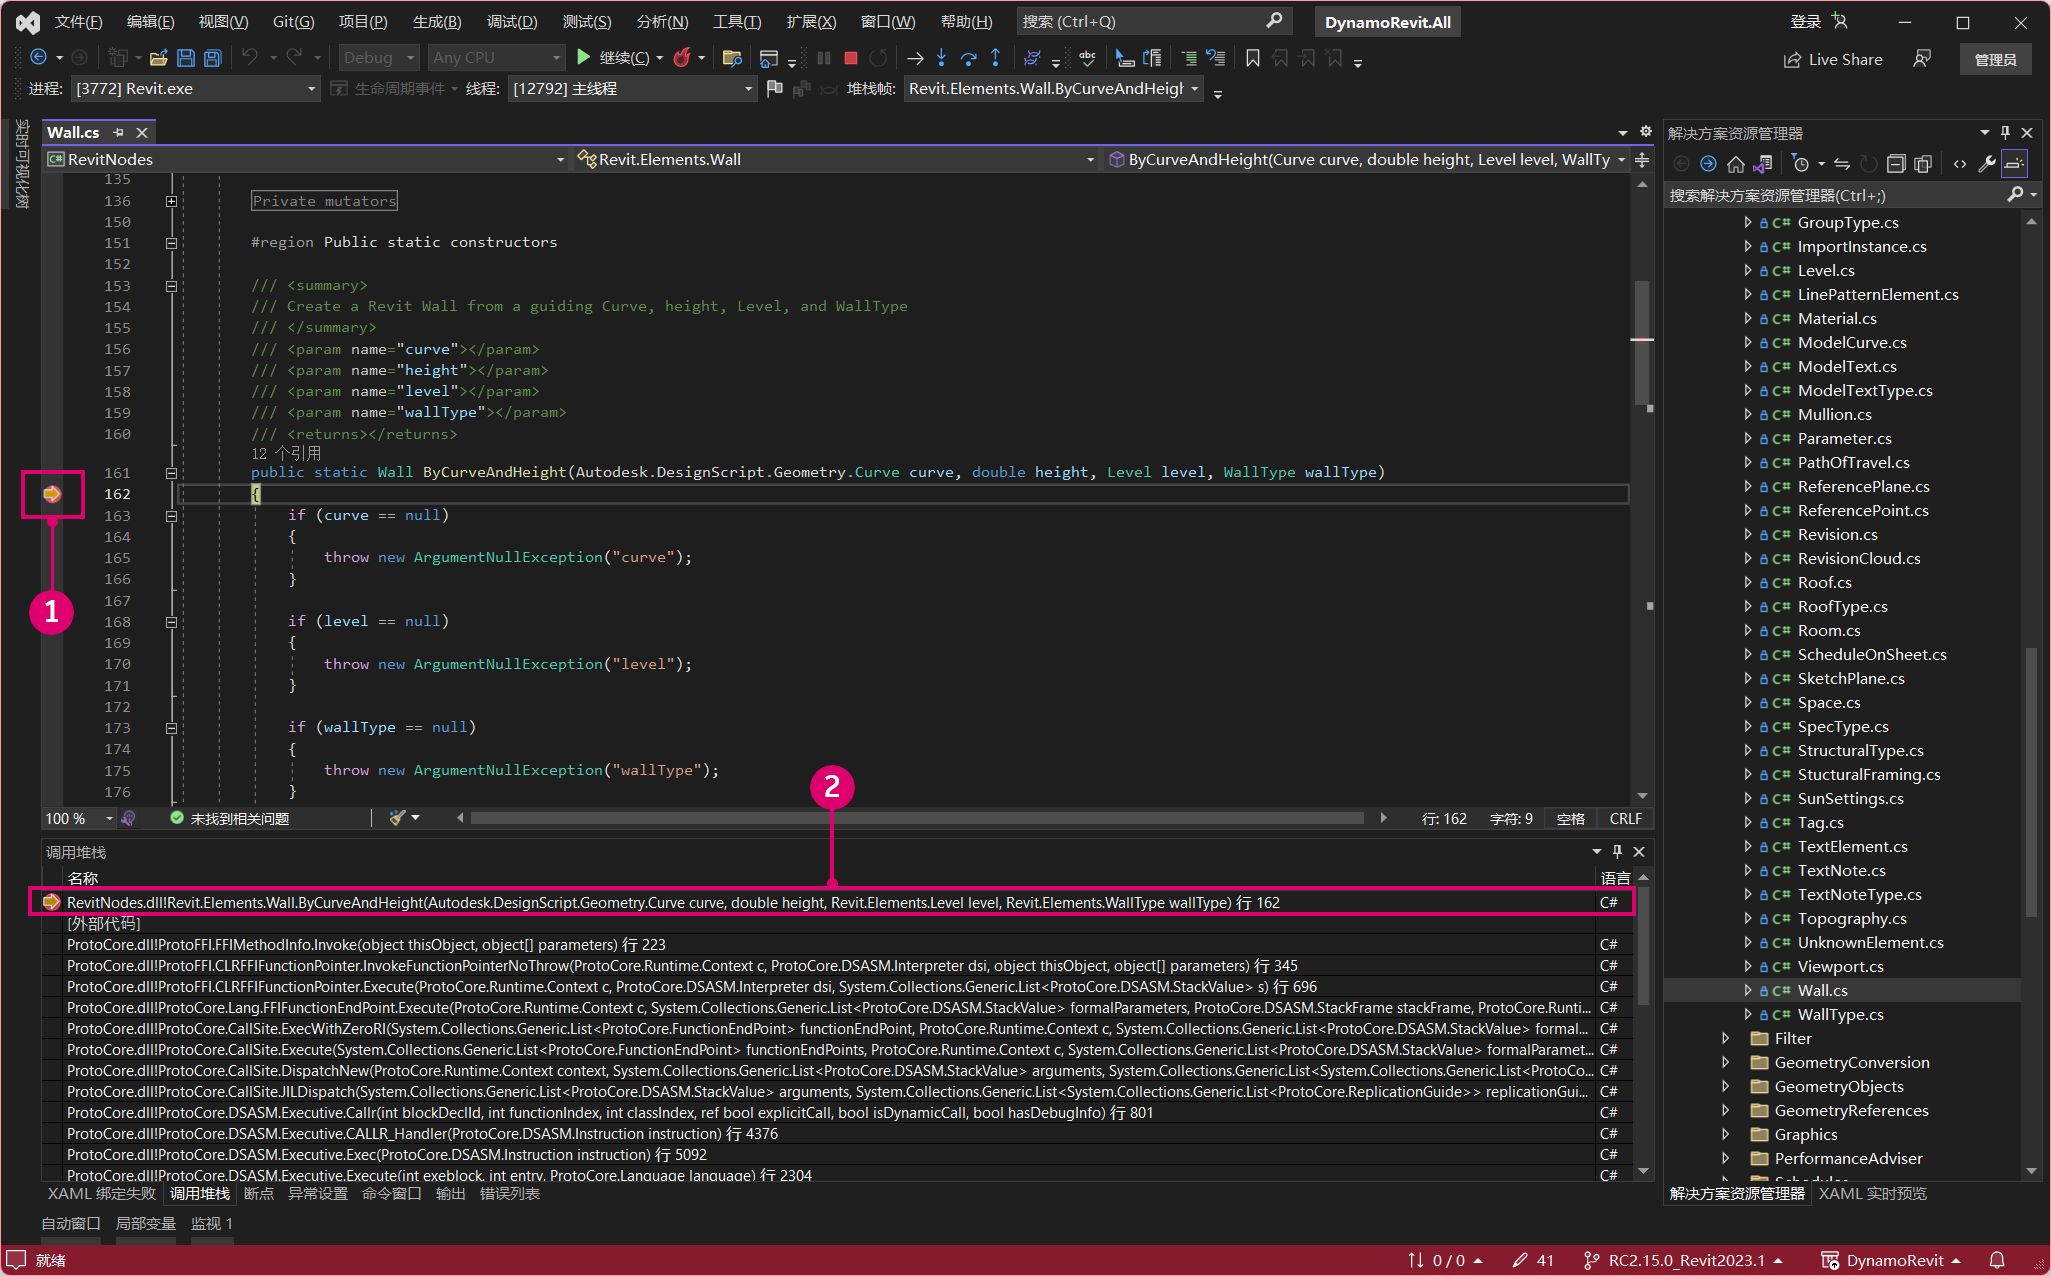 文件(F) 编辑(E) 视图(V) Git(G) 项目(P) 生成(B) 调试(D) 测试(S) 分析(N) 工具(T) 扩展(X) 窗口(W) 帮助(H) 搜索 (Ctrl+Q) DynamoRevit.All 登录
Debug Any CPU 继续(C) abc Live Share 管理员
进程: [3772] Revit.exe 生命周期事件 线程: [12792] 主线程 堆栈帧: Revit.Elements.Wall.ByCurveAndHeigh
实时可视化树
Wall.cs
RevitNodes Revit.Elements.Wall ByCurveAndHeight(Curve curve, double height, Level level, WallTy
135
136 Private mutators
150
151 #region Public static constructors
152
153 /// <summary>
154 /// Create a Revit Wall from a guiding Curve, height, Level, and WallType
155 /// </summary>
156 /// <param name="curve"></param>
157 /// <param name="height"></param>
158 /// <param name="level"></param>
159 /// <param name="wallType"></param>
160 /// <returns></returns>
12 个引用
161 public static Wall ByCurveAndHeight(Autodesk.DesignScript.Geometry.Curve curve, double height, Level level, WallType wallType)
162 {
163 if (curve == null)
164 {
165 throw new ArgumentNullException("curve");
166 }
167
168 if (level == null)
169 {
170 throw new ArgumentNullException("level");
171 }
172
173 if (wallType == null)
174 {
175 throw new ArgumentNullException("wallType");
176 }
1
2
100 % 未找到相关问题 行: 162 字符: 9 空格 CRLF
调用堆栈
名称 语言
RevitNodes.dll!Revit.Elements.Wall.ByCurveAndHeight(Autodesk.DesignScript.Geometry.Curve curve, double height, Revit.Elements.Level level, Revit.Elements.WallType wallType) 行 162 C#
[外部代码]
ProtoCore.dll!ProtoFFI.FFIMethodInfo.Invoke(object thisObject, object[] parameters) 行 223 C#
ProtoCore.dll!ProtoFFI.CLRFFIFunctionPointer.InvokeFunctionPointerNoThrow(ProtoCore.Runtime.Context c, ProtoCore.DSASM.Interpreter dsi, object thisObject, object[] parameters) 行 345 C#
ProtoCore.dll!ProtoFFI.CLRFFIFunctionPointer.Execute(ProtoCore.Runtime.Context c, ProtoCore.DSASM.Interpreter dsi, System.Collections.Generic.List<ProtoCore.DSASM.StackValue> s) 行 696 C#
ProtoCore.dll!ProtoCore.Lang.FFIFunctionEndPoint.Execute(ProtoCore.Runtime.Context c, System.Collections.Generic.List<ProtoCore.DSASM.StackValue> formalParameters, ProtoCore.DSASM.StackFrame stackFrame, ProtoCore.Runti... C#
ProtoCore.dll!ProtoCore.CallSite.ExecWithZeroRI(System.Collections.Generic.List<ProtoCore.FunctionEndPoint> functionEndPoint, ProtoCore.Runtime.Context c, System.Collections.Generic.List<ProtoCore.DSASM.StackValue> formal... C#
ProtoCore.dll!ProtoCore.CallSite.Execute(System.Collections.Generic.List<ProtoCore.FunctionEndPoint> functionEndPoints, ProtoCore.Runtime.Context c, System.Collections.Generic.List<ProtoCore.DSASM.StackValue> formalParamet... C#
ProtoCore.dll!ProtoCore.CallSite.DispatchNew(ProtoCore.Runtime.Context context, System.Collections.Generic.List<ProtoCore.DSASM.StackValue> arguments, System.Collections.Generic.List<System.Collections.Generic.List<ProtoCo... C#
ProtoCore.dll!ProtoCore.CallSite.JILDispatch(System.Collections.Generic.List<ProtoCore.DSASM.StackValue> arguments, System.Collections.Generic.List<System.Collections.Generic.List<ProtoCore.ReplicationGuide>> replicationGui... C#
ProtoCore.dll!ProtoCore.DSASM.Executive.Callr(int blockDeclId, int functionIndex, int classIndex, ref bool explicitCall, bool isDynamicCall, bool hasDebugInfo) 行 801 C#
ProtoCore.dll!ProtoCore.DSASM.Executive.CALLR_Handler(ProtoCore.DSASM.Instruction instruction) 行 4376 C#
ProtoCore.dll!ProtoCore.DSASM.Executive.Exec(ProtoCore.DSASM.Instruction instruction) 行 5092 C#
ProtoCore.dll!ProtoCore.DSASM.Executive.Execute(int exeblock, int entry, ProtoCore.Language language) 行 2304 C#
XAML 绑定失败 调用堆栈 断点 异常设置 命令窗口 输出 错误列表
自动窗口 局部变量 监视 1
解决方案资源管理器
搜索解决方案资源管理器(Ctrl+;)
C# GroupType.cs
C# ImportInstance.cs
C# Level.cs
C# LinePatternElement.cs
C# Material.cs
C# ModelCurve.cs
C# ModelText.cs
C# ModelTextType.cs
C# Mullion.cs
C# Parameter.cs
C# PathOfTravel.cs
C# ReferencePlane.cs
C# ReferencePoint.cs
C# Revision.cs
C# RevisionCloud.cs
C# Roof.cs
C# RoofType.cs
C# Room.cs
C# ScheduleOnSheet.cs
C# SketchPlane.cs
C# Space.cs
C# SpecType.cs
C# StructuralType.cs
C# StucturalFraming.cs
C# SunSettings.cs
C# Tag.cs
C# TextElement.cs
C# TextNote.cs
C# TextNoteType.cs
C# Topography.cs
C# UnknownElement.cs
C# Viewport.cs
C# Wall.cs
C# WallType.cs
Filter
GeometryConversion
GeometryObjects
GeometryReferences
Graphics
PerformanceAdviser
解决方案资源管理器 XAML 实时预览
就绪 0 / 0 41 RC2.15.0_Revit2023.1 DynamoRevit